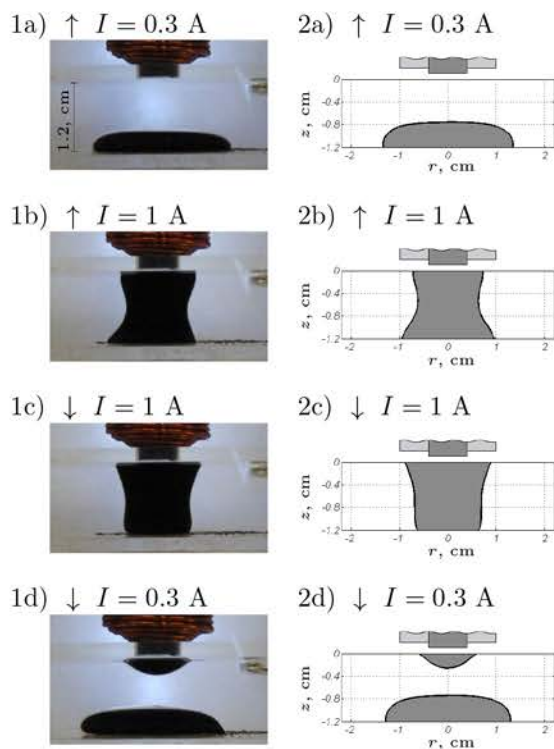 1a) ↑ I = 0.3 A
2a) ↑ I = 0.3 A
1.2, cm
z, cm
0
-0.4
-0.8
-1.2
-2 -1 0 1 2
r, cm
1b) ↑ I = 1 A
2b) ↑ I = 1 A
z, cm
0
-0.4
-0.8
-1.2
-2 -1 0 1 2
r, cm
1c) ↓ I = 1 A
2c) ↓ I = 1 A
z, cm
0
-0.4
-0.8
-1.2
-2 -1 0 1 2
r, cm
1d) ↓ I = 0.3 A
2d) ↓ I = 0.3 A
z, cm
0
-0.4
-0.8
-1.2
-2 -1 0 1 2
r, cm